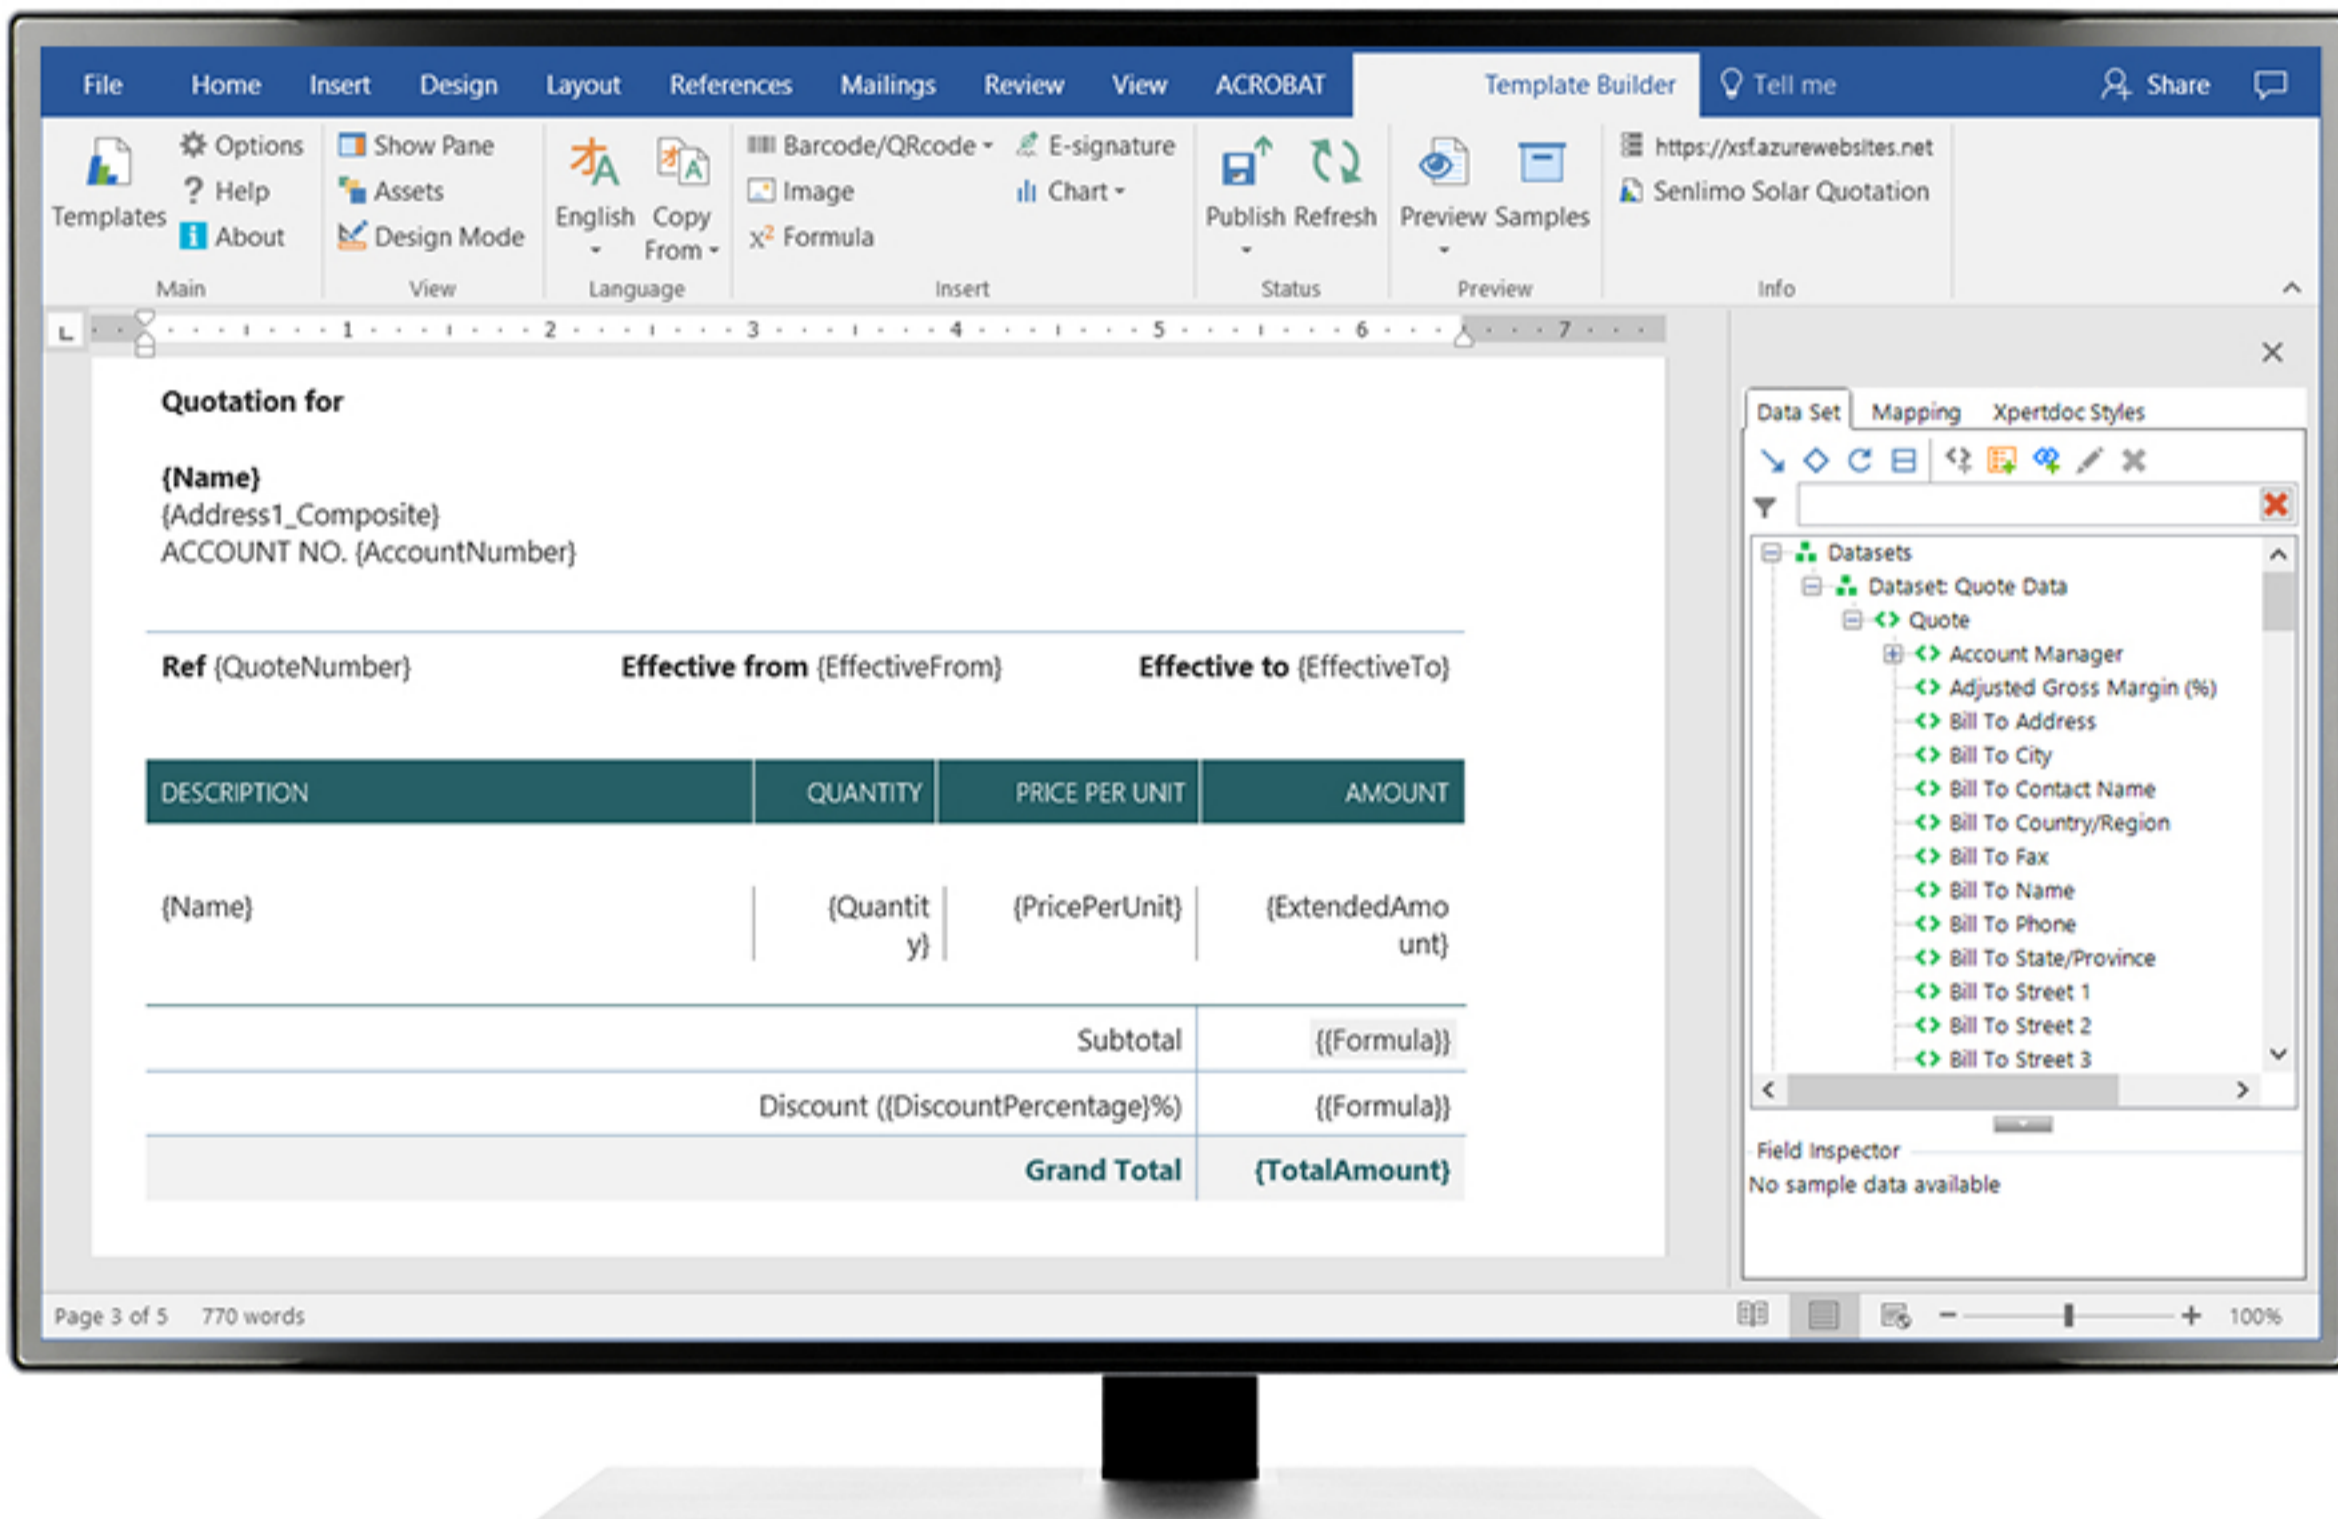 File Home Insert Design Layout References Mailings Review View ACROBAT Template Builder Tell me Share
Templates
Options
Help
About
Main
Show Pane
Assets
Design Mode
View
English
Copy
From
Language
Barcode/QRcode
Image
x² Formula
E-signature
Chart
Insert
Publish Refresh
Status
Preview Samples
Preview
https://xsf.azurewebsites.net
Senlimo Solar Quotation
Info
L 1 2 3 4 5 6 7
Quotation for
{Name}
{Address1_Composite}
ACCOUNT NO. {AccountNumber}
Ref {QuoteNumber} Effective from {EffectiveFrom} Effective to {EffectiveTo}
DESCRIPTION QUANTITY PRICE PER UNIT AMOUNT
{Name} {Quantit {PricePerUnit} {ExtendedAmo
y} unt}
Subtotal {{Formula}}
Discount ({DiscountPercentage}%) {{Formula}}
Grand Total {TotalAmount}
Data Set Mapping Xpertdoc Styles
Datasets
Dataset: Quote Data
Quote
Account Manager
Adjusted Gross Margin (%)
Bill To Address
Bill To City
Bill To Contact Name
Bill To Country/Region
Bill To Fax
Bill To Name
Bill To Phone
Bill To State/Province
Bill To Street 1
Bill To Street 2
Bill To Street 3
Field Inspector
No sample data available
Page 3 of 5 770 words 100%